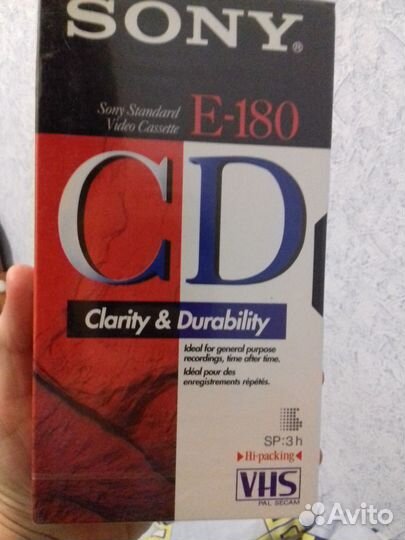 SONY®
Sony Standard
Video Cassette E-180
CD
Clarity & Durability
Ideal for general purpose
recordings, time after time.
Idéal pour des
enregistrements répétés.
SP:3h
Hi-packing
VHS
PAL SECAM
Avito